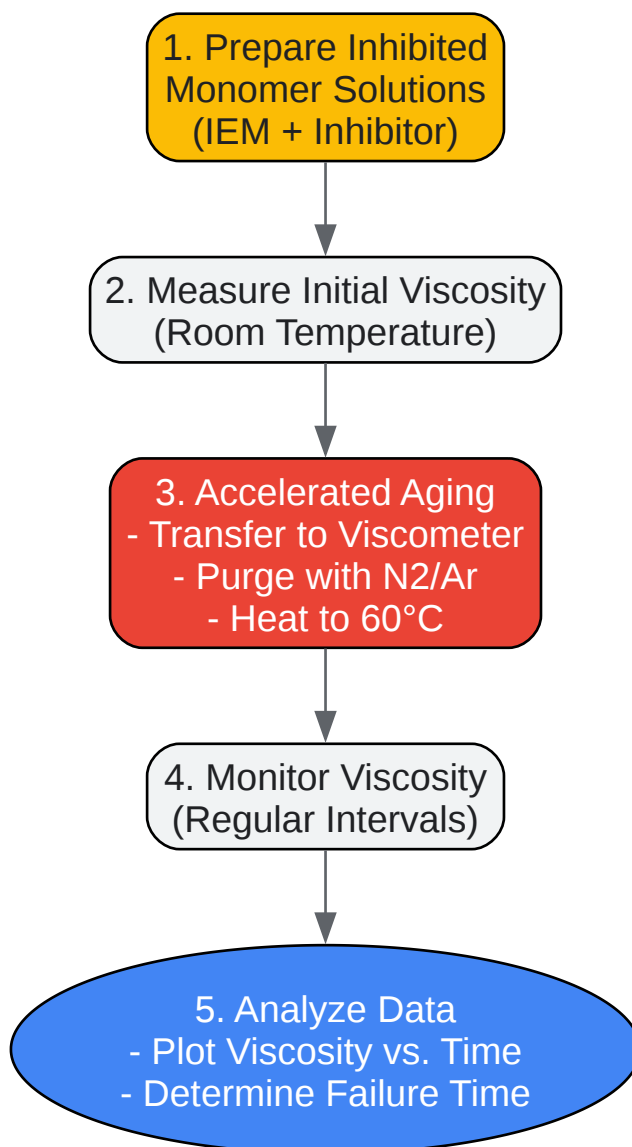 1. Prepare Inhibited
Monomer Solutions
(IEM + Inhibitor)
2. Measure Initial Viscosity
(Room Temperature)
3. Accelerated Aging
- Transfer to Viscometer
- Purge with N2/Ar
- Heat to 60°C
4. Monitor Viscosity
(Regular Intervals)
5. Analyze Data
- Plot Viscosity vs. Time
- Determine Failure Time